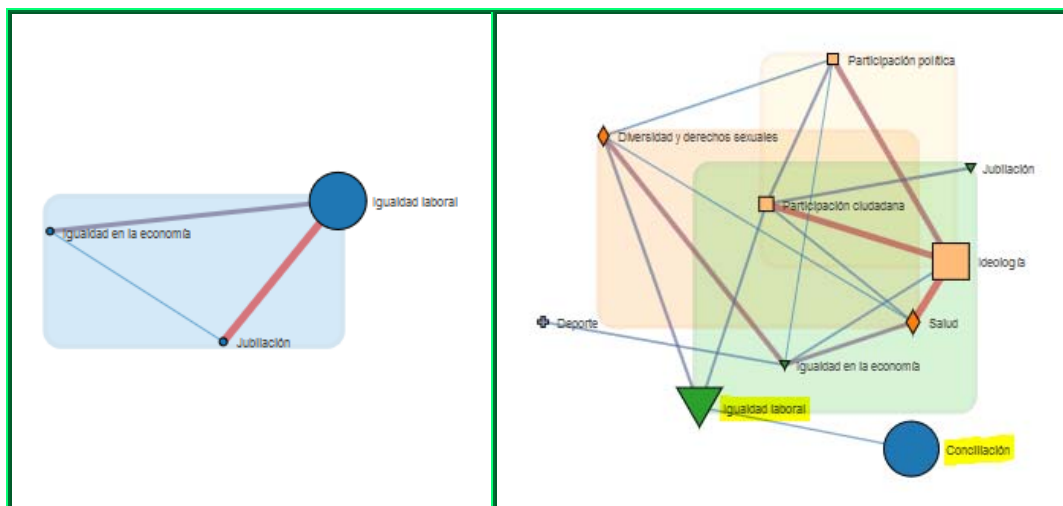 Igualdad laboral
Igualdad en la economía
Jubilación
Participación política
Diversidad y derechos sexuales
Jubilación
Participación ciudadana
Ideología
Deporte
Salud
Igualdad en la economía
Igualdad laboral
Conciliación